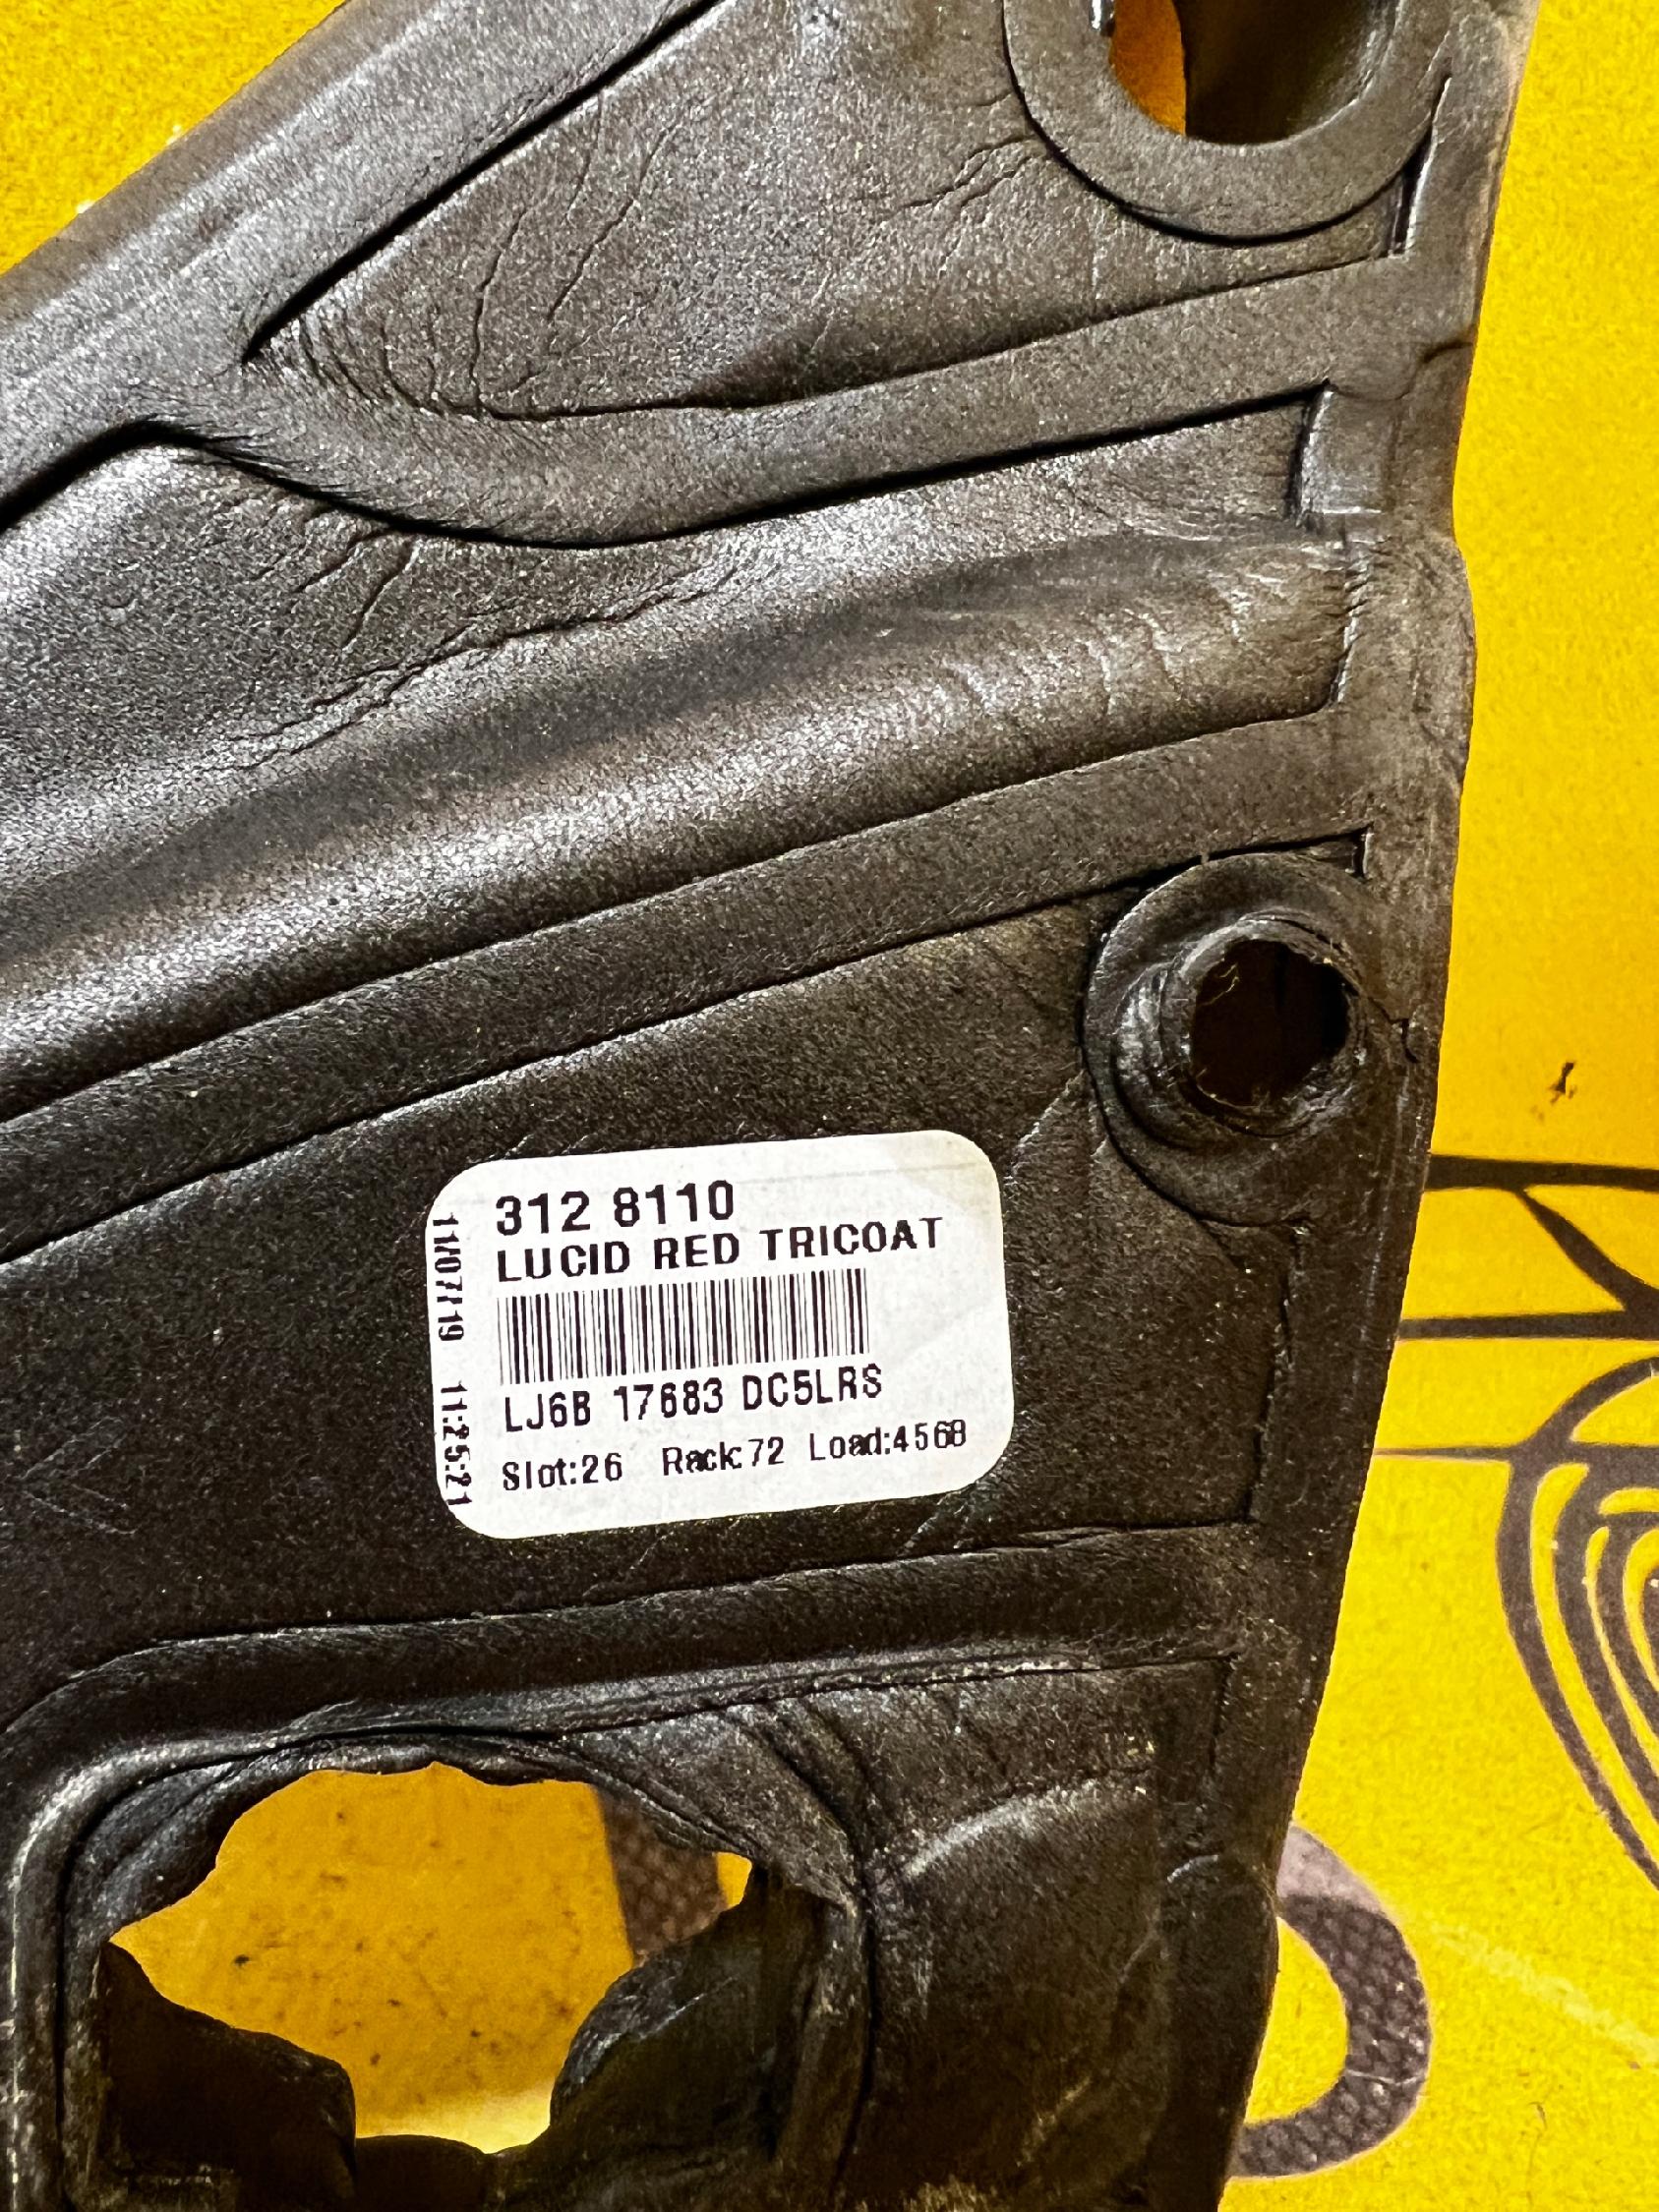 312 8110
LUCID RED TRICOAT
LJ6B 17683 DC5LRS
Slot:26 Rack:72 Load:4568
11/07/19 11:25:21